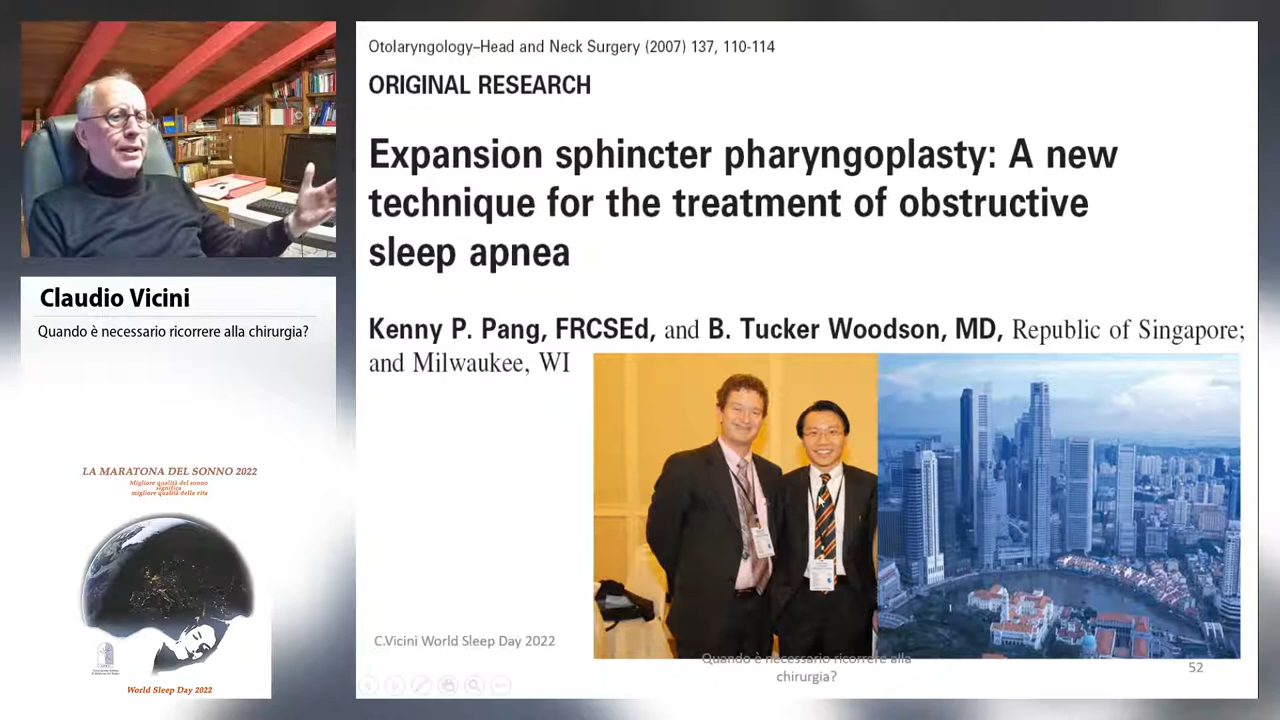 Claudio Vicini
Quando è necessario ricorrere alla chirurgia?
LA MARATONA DEL SONNO 2022
Migliore qualità del sonno
significa
migliore qualità della vita
World Sleep Day 2022
Otolaryngology–Head and Neck Surgery (2007) 137, 110-114
ORIGINAL RESEARCH
Expansion sphincter pharyngoplasty: A new
technique for the treatment of obstructive
sleep apnea
Kenny P. Pang, FRCSEd, and B. Tucker Woodson, MD, Republic of Singapore;
and Milwaukee, WI
C.Vicini World Sleep Day 2022
Quando è necessario ricorrere alla
chirurgia?
52